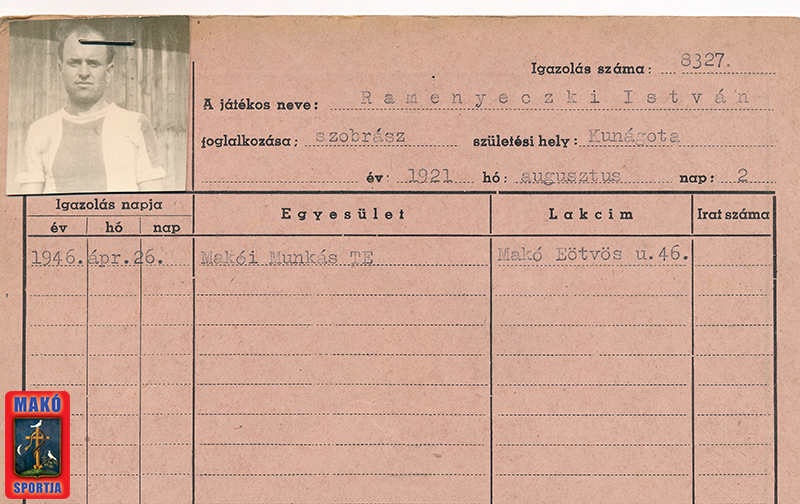 Igazolás száma: 8327.
A játékos neve: Ramenyeczki István
foglalkozása: szobrász születési hely: Kunágota
év: 1921 hó: augusztus nap: 2
Igazolás napja
év hó nap Egyesület Lakcim Irat száma
1946. ápr. 26. Makói Munkás TE Makó Eötvös u. 46.
MAKÓ
SPORTJA